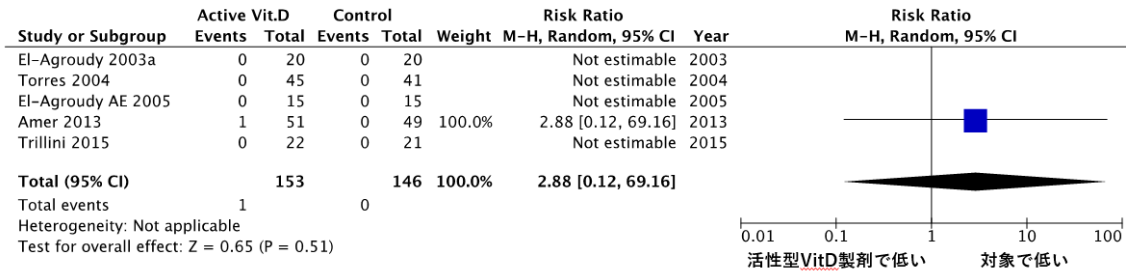 Active Vit.D Control Risk Ratio Risk Ratio
Study or Subgroup Events Total Events Total Weight M-H, Random, 95% CI Year M-H, Random, 95% CI
El-Agroudy 2003a 0 20 0 20 Not estimable 2003
Torres 2004 0 45 0 41 Not estimable 2004
El-Agroudy AE 2005 0 15 0 15 Not estimable 2005
Amer 2013 1 51 0 49 100.0% 2.88 [0.12, 69.16] 2013
Trillini 2015 0 22 0 21 Not estimable 2015
Total (95% CI) 153 146 100.0% 2.88 [0.12, 69.16]
Total events 1 0
Heterogeneity: Not applicable
Test for overall effect: Z = 0.65 (P = 0.51)
0.01 0.1 1 10 100
活性型VitD製剤で低い 対象で低い